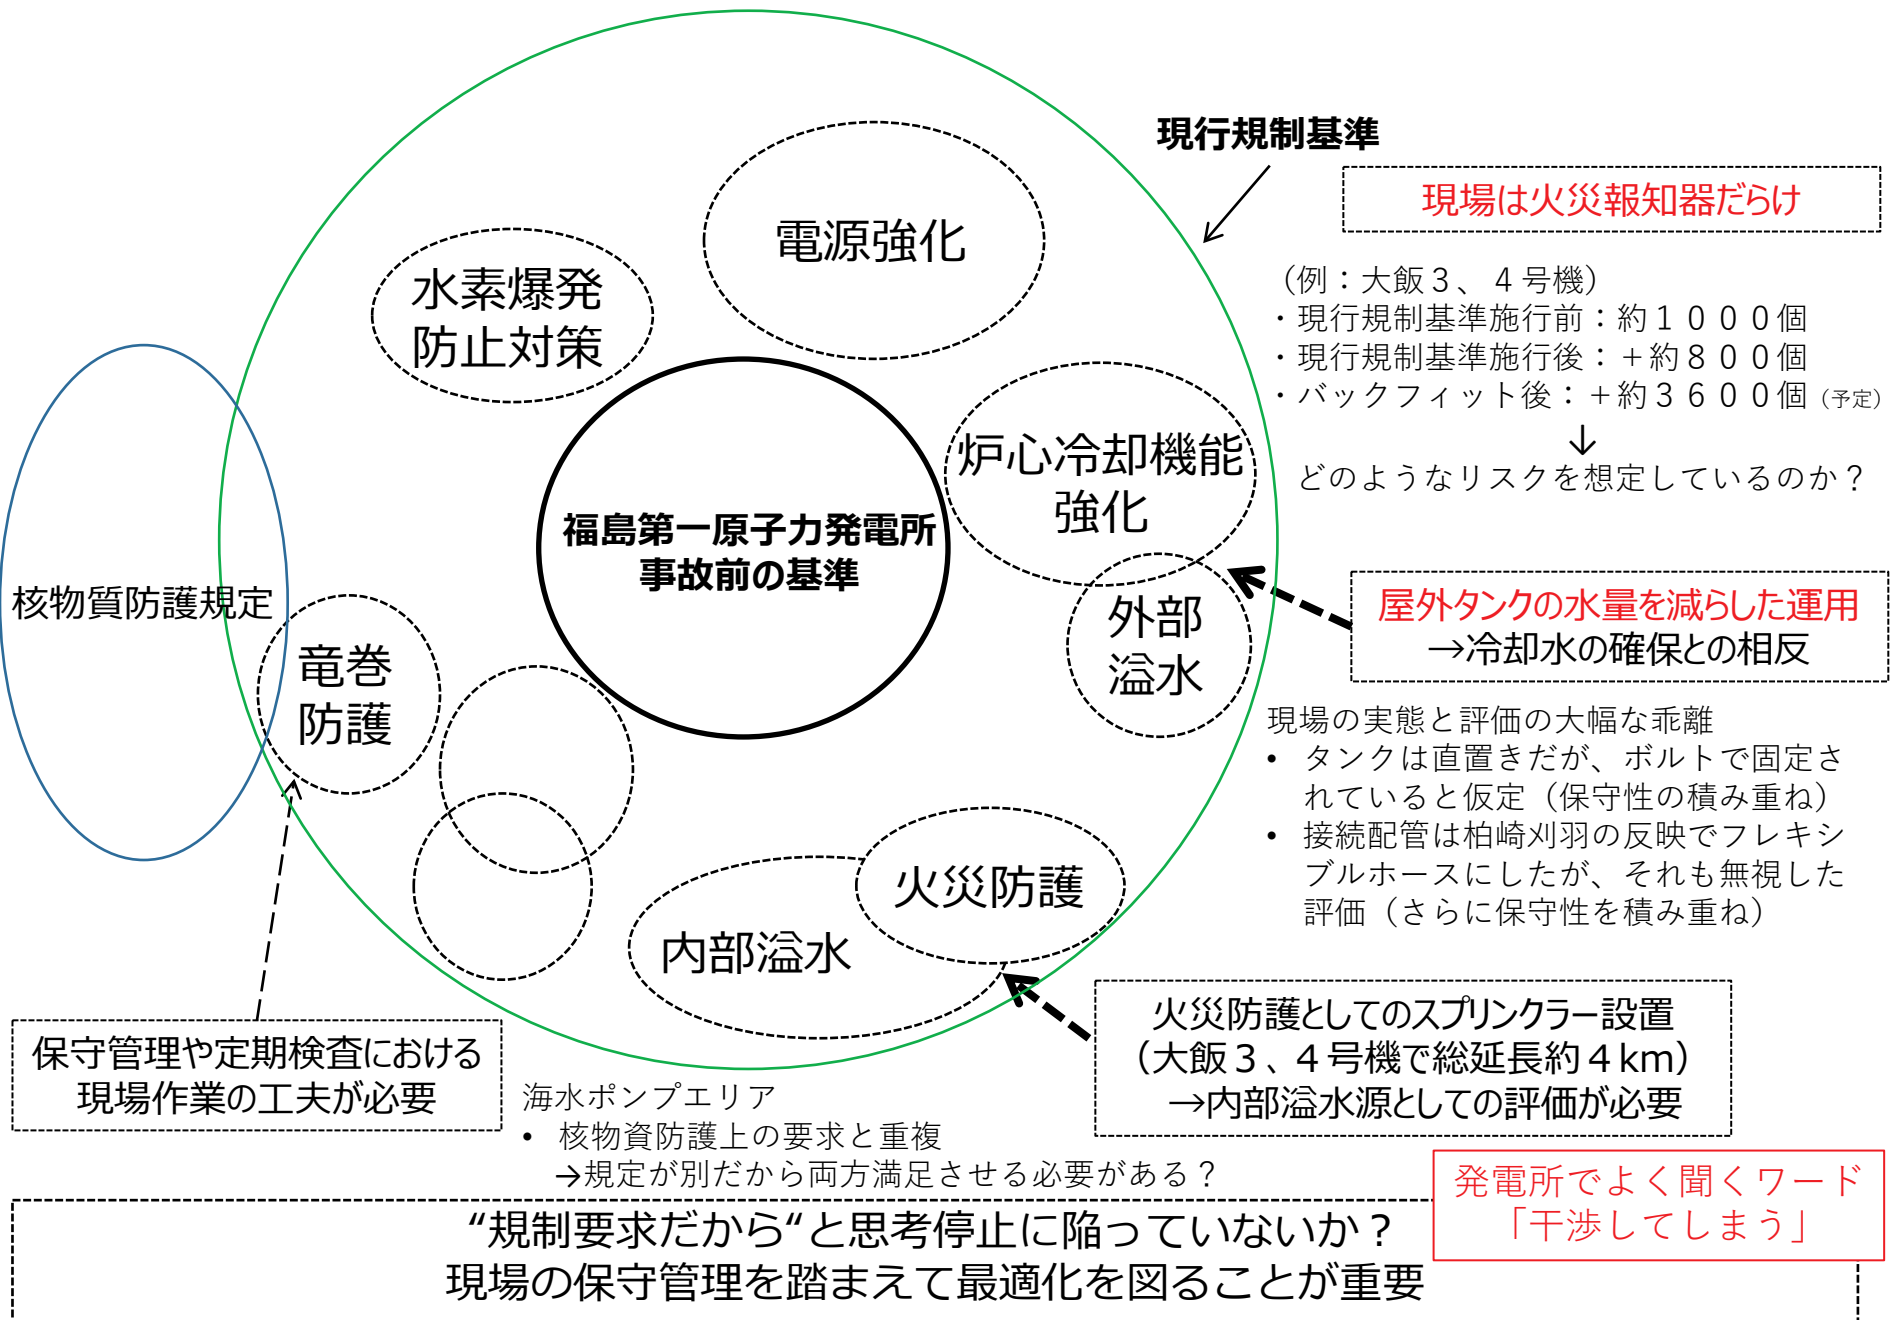 現行規制基準
現場は火災報知器だらけ
電源強化
水素爆発
防止対策
（例：大飯３、４号機）
・現行規制基準施行前：約１０００個
・現行規制基準施行後：＋約８００個
・バックフィット後：＋約３６００個（予定）
↓
どのようなリスクを想定しているのか？
炉心冷却機能
強化
福島第一原子力発電所
事故前の基準
核物質防護規定
竜巻
防護
外部
溢水
屋外タンクの水量を減らした運用
→冷却水の確保との相反
現場の実態と評価の大幅な乖離
• タンクは直置きだが、ボルトで固定さ
れていると仮定（保守性の積み重ね）
• 接続配管は柏崎刈羽の反映でフレキシ
ブルホースにしたが、それも無視した
評価（さらに保守性を積み重ね）
火災防護
内部溢水
火災防護としてのスプリンクラー設置
（大飯３、４号機で総延長約４km）
→内部溢水源としての評価が必要
保守管理や定期検査における
現場作業の工夫が必要
海水ポンプエリア
• 核物資防護上の要求と重複
→規定が別だから両方満足させる必要がある？
発電所でよく聞くワード
「干渉してしまう」
“規制要求だから“と思考停止に陥っていないか？
現場の保守管理を踏まえて最適化を図ることが重要